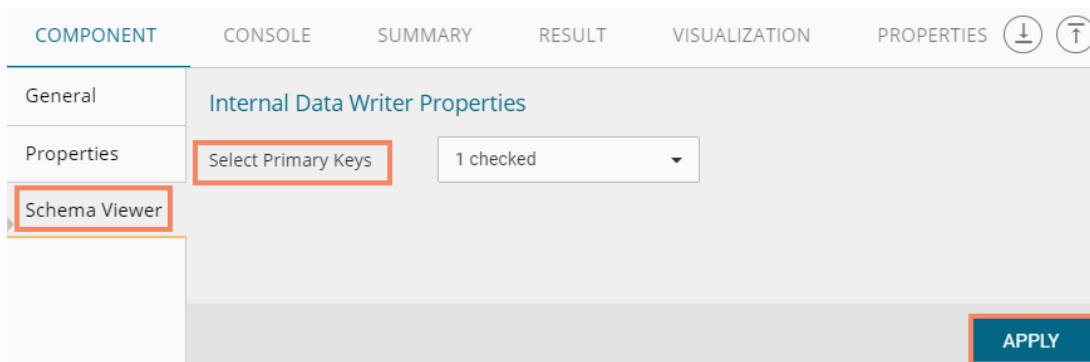 COMPONENT CONSOLE SUMMARY RESULT VISUALIZATION PROPERTIES
General
Internal Data Writer Properties
Properties
Select Primary Keys 1 checked
Schema Viewer
APPLY